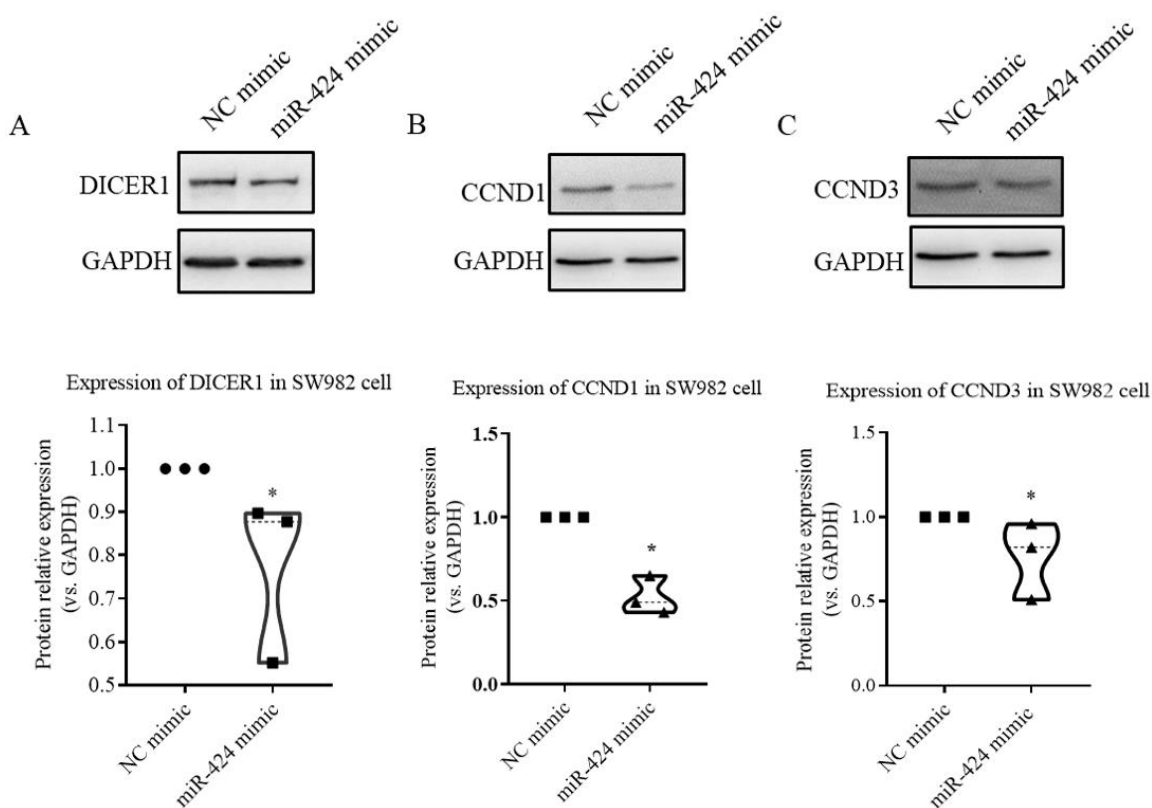 A
NC mimic
miR-424 mimic
DICER1
GAPDH
B
NC mimic
miR-424 mimic
CCND1
GAPDH
C
NC mimic
miR-424 mimic
CCND3
GAPDH
Expression of DICER1 in SW982 cell
Protein relative expression
(vs. GAPDH)
1.1
1.0
0.9
0.8
0.7
0.6
0.5
*
NC mimic
miR-424 mimic
Expression of CCND1 in SW982 cell
Protein relative expression
(vs. GAPDH)
1.5
1.0
0.5
0.0
*
NC mimic
miR-424 mimic
Expression of CCND3 in SW982 cell
Protein relative expression
(vs. GAPDH)
1.5
1.0
0.5
0.0
*
NC mimic
miR-424 mimic